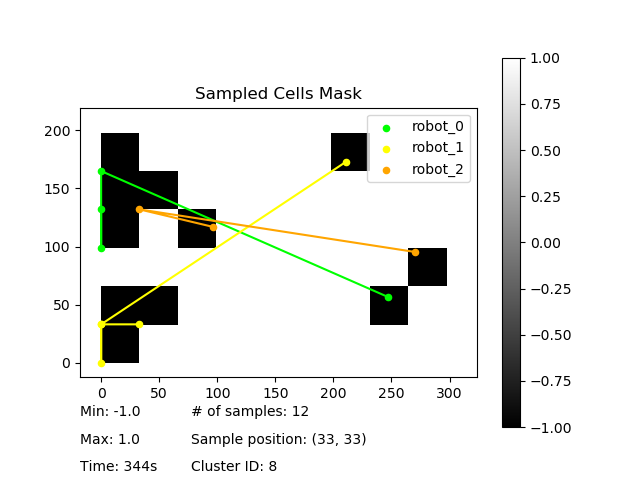 Sampled Cells Mask
robot_0
robot_1
robot_2
200
150
100
50
0
0 50 100 150 200 250 300
1.00
0.75
0.50
0.25
0.00
−0.25
−0.50
−0.75
−1.00
Min: -1.0 # of samples: 12
Max: 1.0 Sample position: (33, 33)
Time: 344s Cluster ID: 8